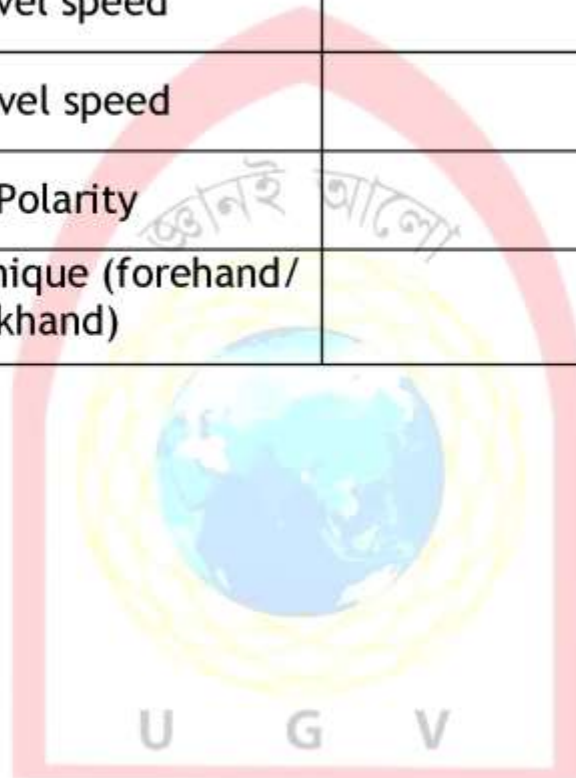 vel speed
vel speed
Polarity
nique (forehand/
khand)
জ্ঞানই আলো
U G V